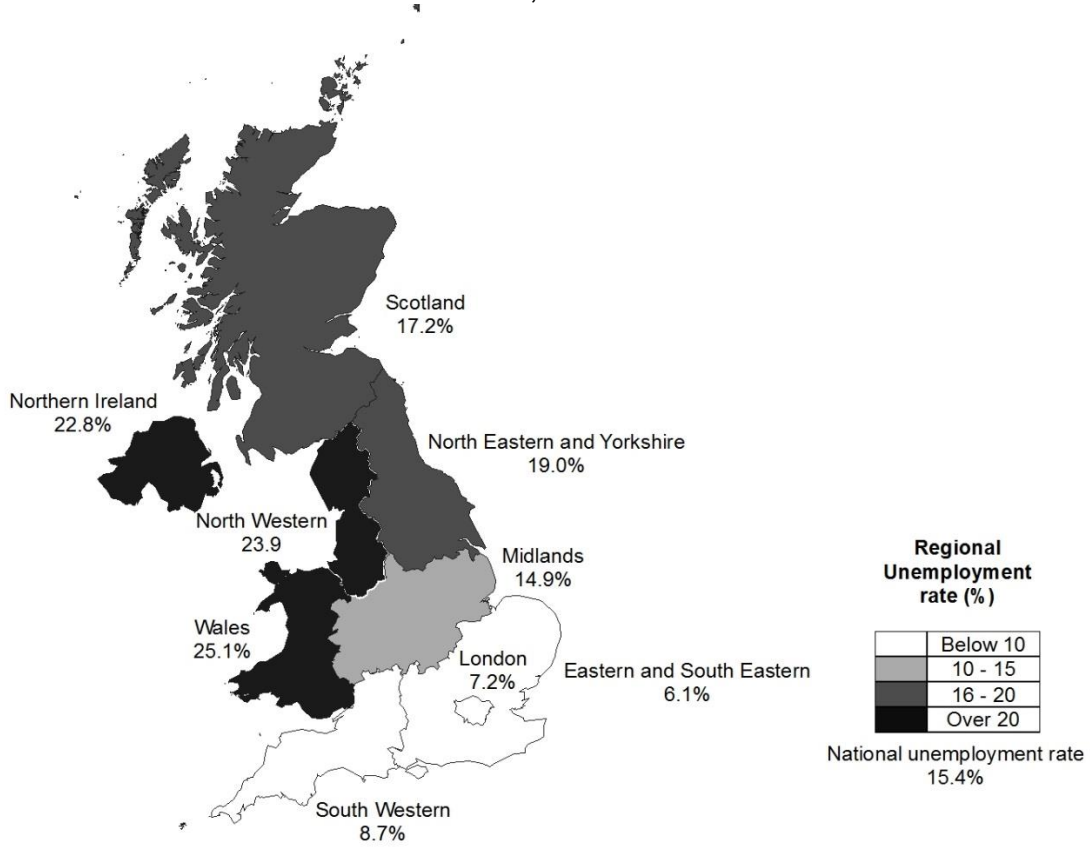 Scotland
17.2%
Northern Ireland
22.8%
North Eastern and Yorkshire
19.0%
North Western
23.9
Midlands
14.9%
Wales
25.1%
London
7.2%
Eastern and South Eastern
6.1%
South Western
8.7%
Regional
Unemployment
rate (%)
Below 10
10 - 15
16 - 20
Over 20
National unemployment rate
15.4%